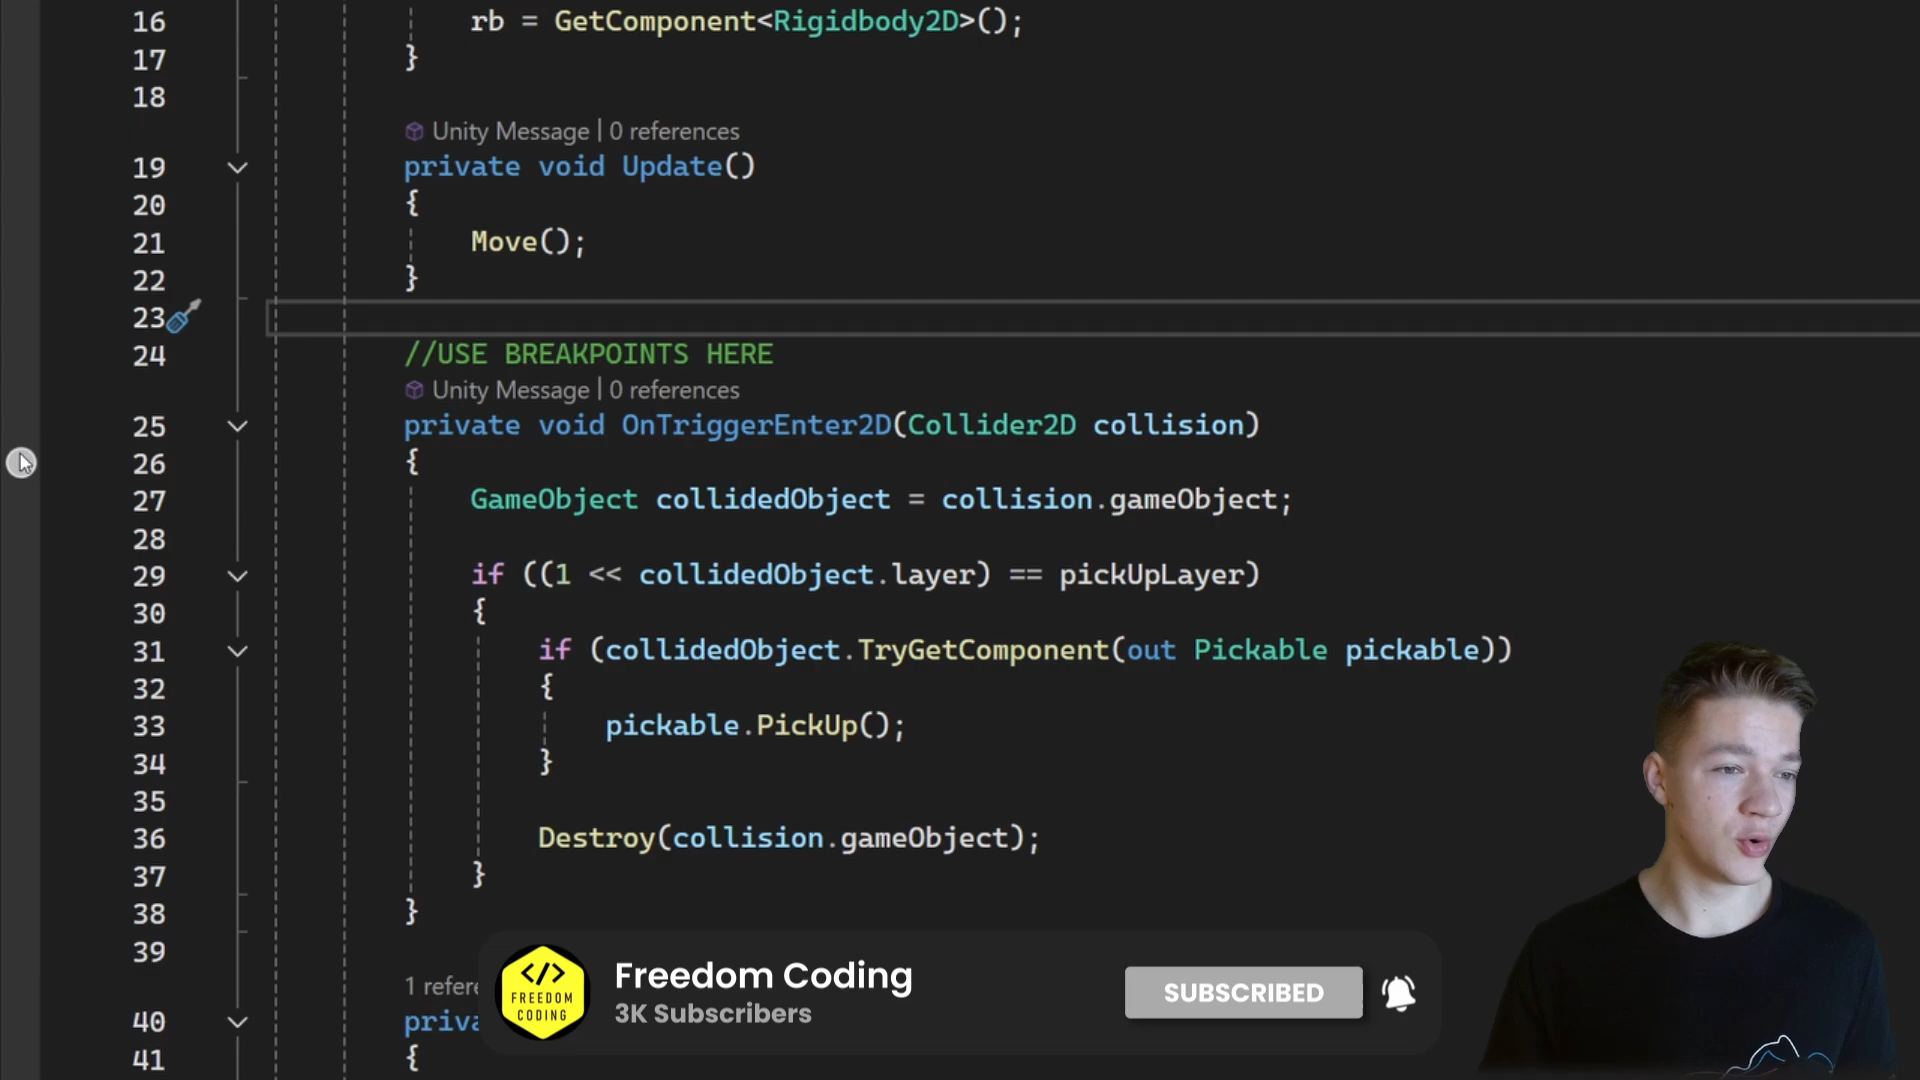 16 rb = GetComponent<Rigidbody2D>();
17 }
18
Unity Message | 0 references
19 private void Update()
20 {
21 Move();
22 }
23
24 //USE BREAKPOINTS HERE
Unity Message | 0 references
25 private void OnTriggerEnter2D(Collider2D collision)
26 {
27 GameObject collidedObject = collision.gameObject;
28
29 if ((1 << collidedObject.layer) == pickUpLayer)
30 {
31 if (collidedObject.TryGetComponent(out Pickable pickable))
32 {
33 pickable.PickUp();
34 }
35
36 Destroy(collision.gameObject);
37 }
38 }
39
1 refere
40 priva
41 {
</> FREEDOM CODING
Freedom Coding
3K Subscribers
SUBSCRIBED